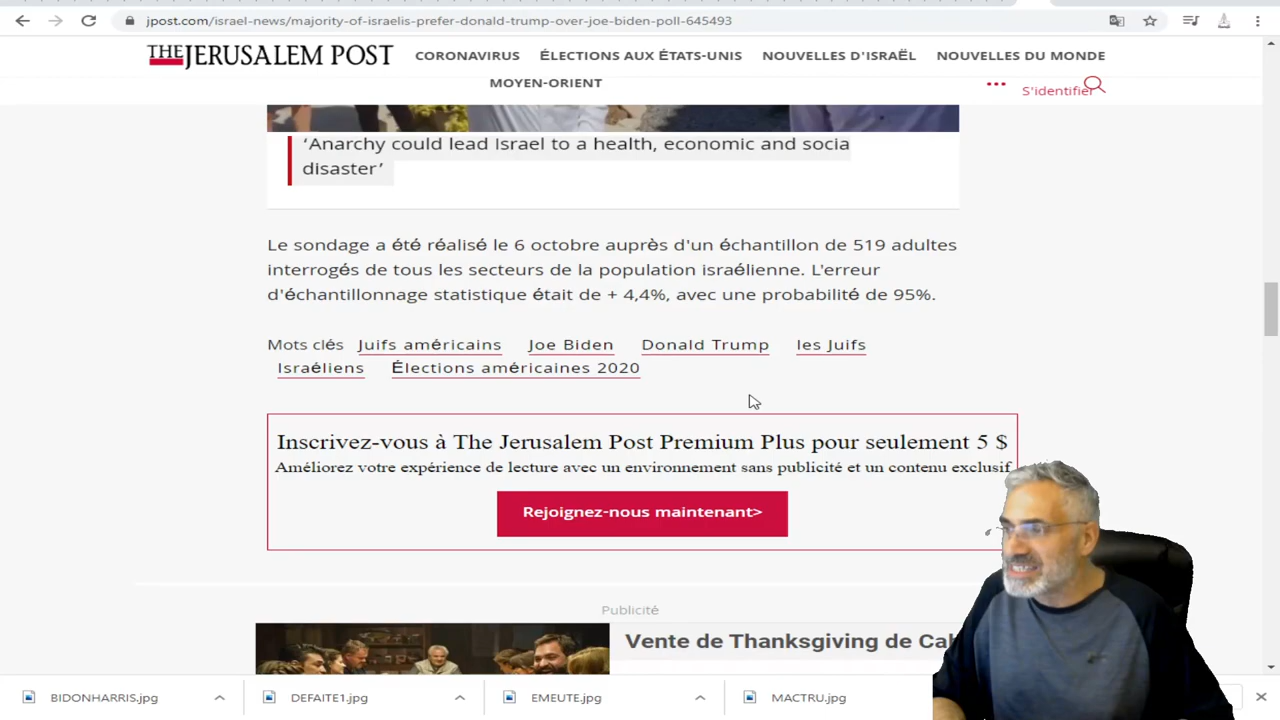 jpost.com/israel-news/majority-of-israelis-prefer-donald-trump-over-joe-biden-poll-645493
THE JERUSALEM POST
CORONAVIRUS ÉLECTIONS AUX ÉTATS-UNIS NOUVELLES D'ISRAËL NOUVELLES DU MONDE
MOYEN-ORIENT
S'identifier
‘Anarchy could lead Israel to a health, economic and socia
disaster’
Le sondage a été réalisé le 6 octobre auprès d'un échantillon de 519 adultes
interrogés de tous les secteurs de la population israélienne. L'erreur
d'échantillonnage statistique était de + 4,4%, avec une probabilité de 95%.
Mots clés Juifs américains Joe Biden Donald Trump les Juifs
Israéliens Élections américaines 2020
Inscrivez-vous à The Jerusalem Post Premium Plus pour seulement 5 $
Améliorez votre expérience de lecture avec un environnement sans publicité et un contenu exclusif
Rejoignez-nous maintenant>
Publicité
Vente de Thanksgiving de
BIDONHARRIS.jpg DEFAITE1.jpg EMEUTE.jpg MACTRU.jpg